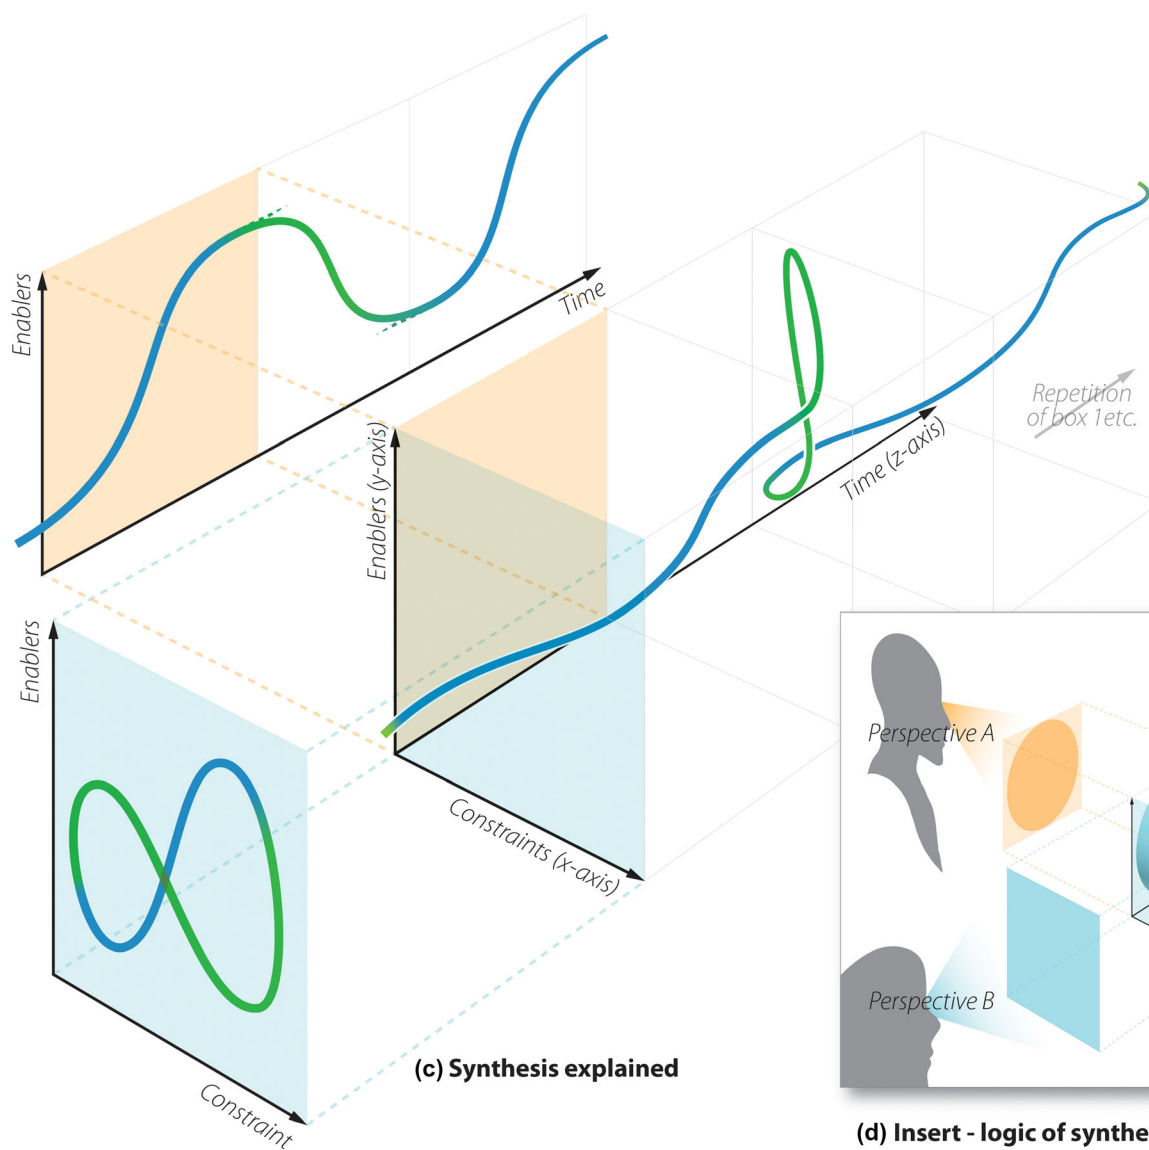 Enablers
Time
Enablers (y-axis)
Time (z-axis)
Repetition
of box 1etc.
Enablers
Constraints (x-axis)
Perspective A
Perspective B
Constraint
(c) Synthesis explained
(d) Insert - logic of synthe